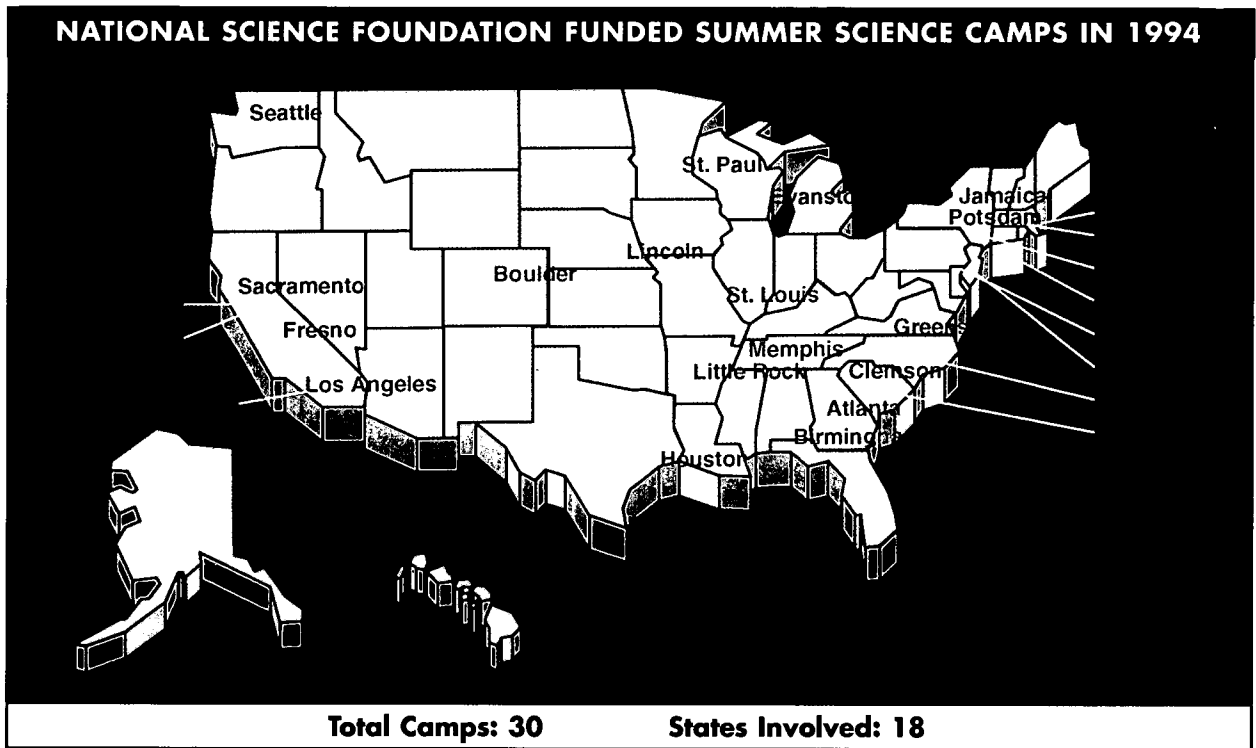 NATIONAL SCIENCE FOUNDATION FUNDED SUMMER SCIENCE CAMPS IN 1994
Seattle
St. Paul
Jamaica
Potsdam
Lincoln
Boulder
Sacramento
St. Louis
Fresno
Memphis
Little Rock
Clemson
Los Angeles
Atlanta
Houston
Total Camps: 30 States Involved: 18